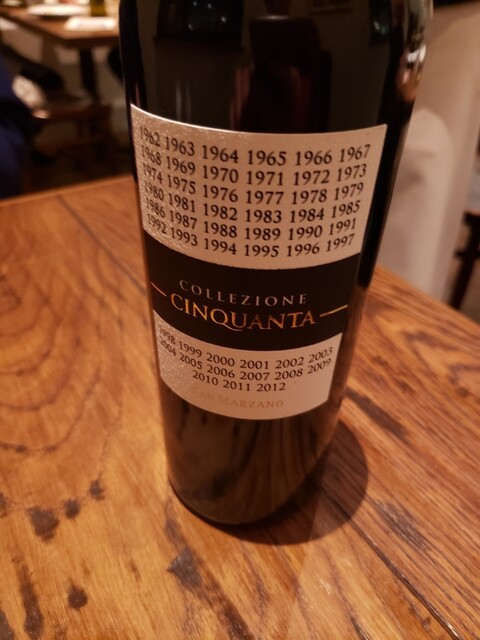 1962 1963 1964 1965 1966 1967
1968 1969 1970 1971 1972 1973
1974 1975 1976 1977 1978 1979
1980 1981 1982 1983 1984 1985
1986 1987 1988 1989 1990 1991
1992 1993 1994 1995 1996 1997
COLLEZIONE
CINQUANTA
1998 1999 2000 2001 2002 2003
2004 2005 2006 2007 2008 2009
2010 2011 2012
MARZANO